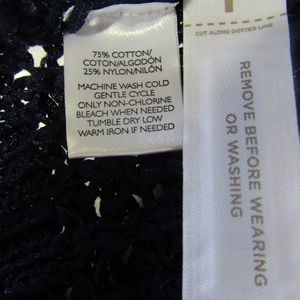 75% COTTON/
COTON/ALGODÓN
25% NYLON/NILÓN
MACHINE WASH COLD
GENTLE CYCLE
ONLY NON-CHLORINE
BLEACH WHEN NEEDED
TUMBLE DRY LOW
WARM IRON IF NEEDED
CUT ALONG DOTTED LINE
REMOVE BEFORE WEARING
OR WASHING